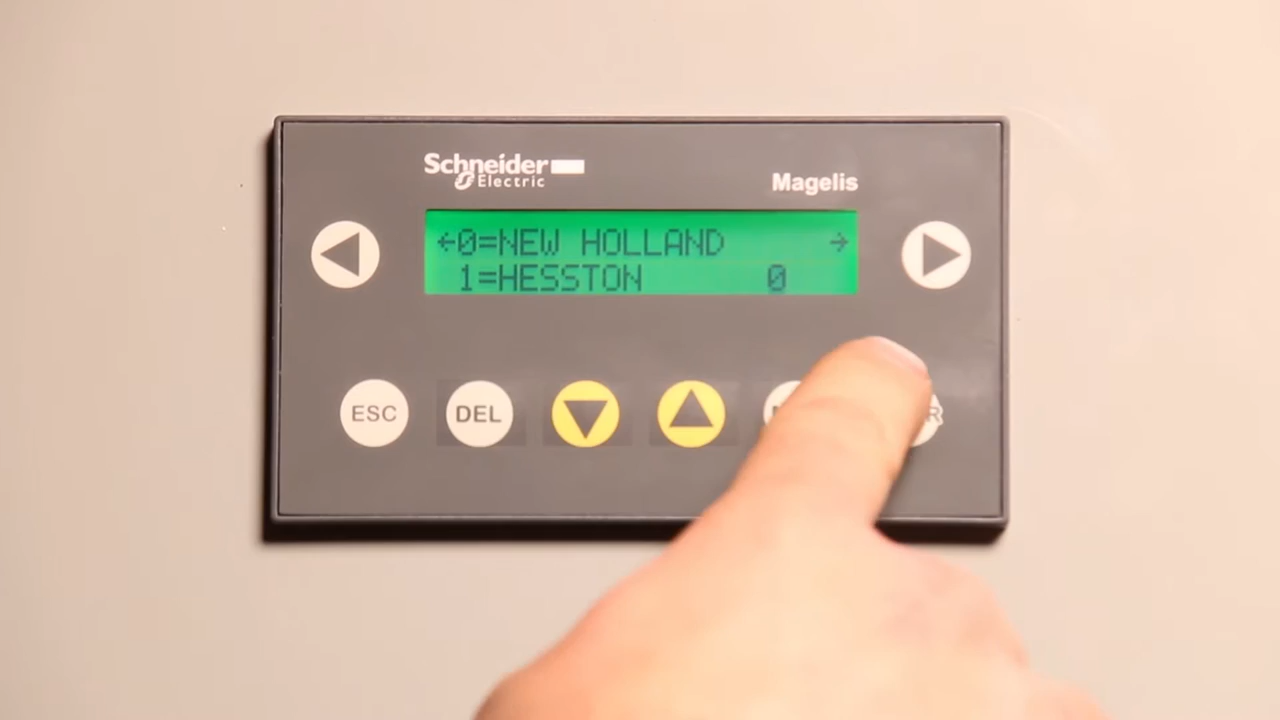 Schneider
Electric
Magelis
←0=NEW HOLLAND →
1=HESSTON 0
ESC
DEL